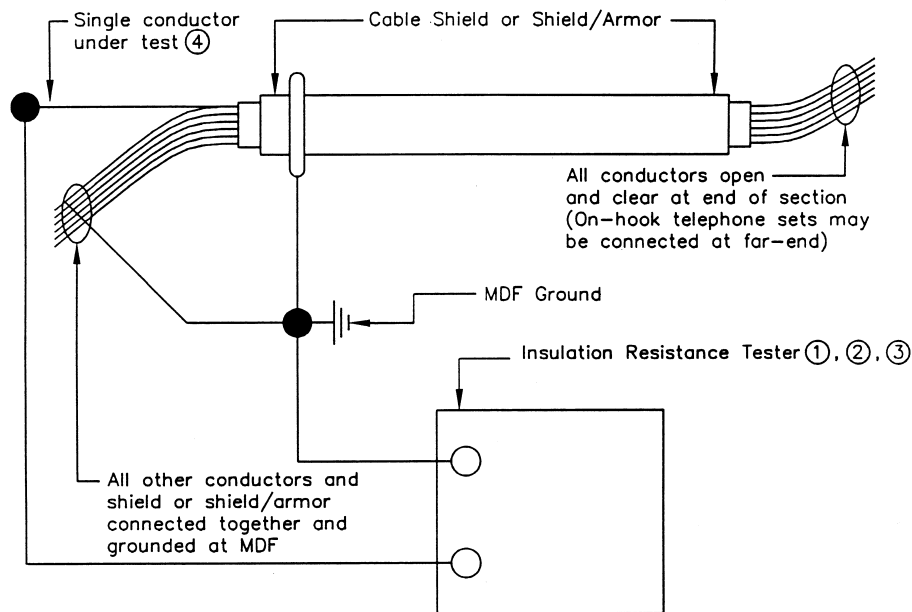 Single conductor
under test ④
Cable Shield or Shield/Armor
All conductors open
and clear at end of section
(On-hook telephone sets may
be connected at far-end)
MDF Ground
Insulation Resistance Tester ①, ②, ③
All other conductors and
shield or shield/armor
connected together and
grounded at MDF